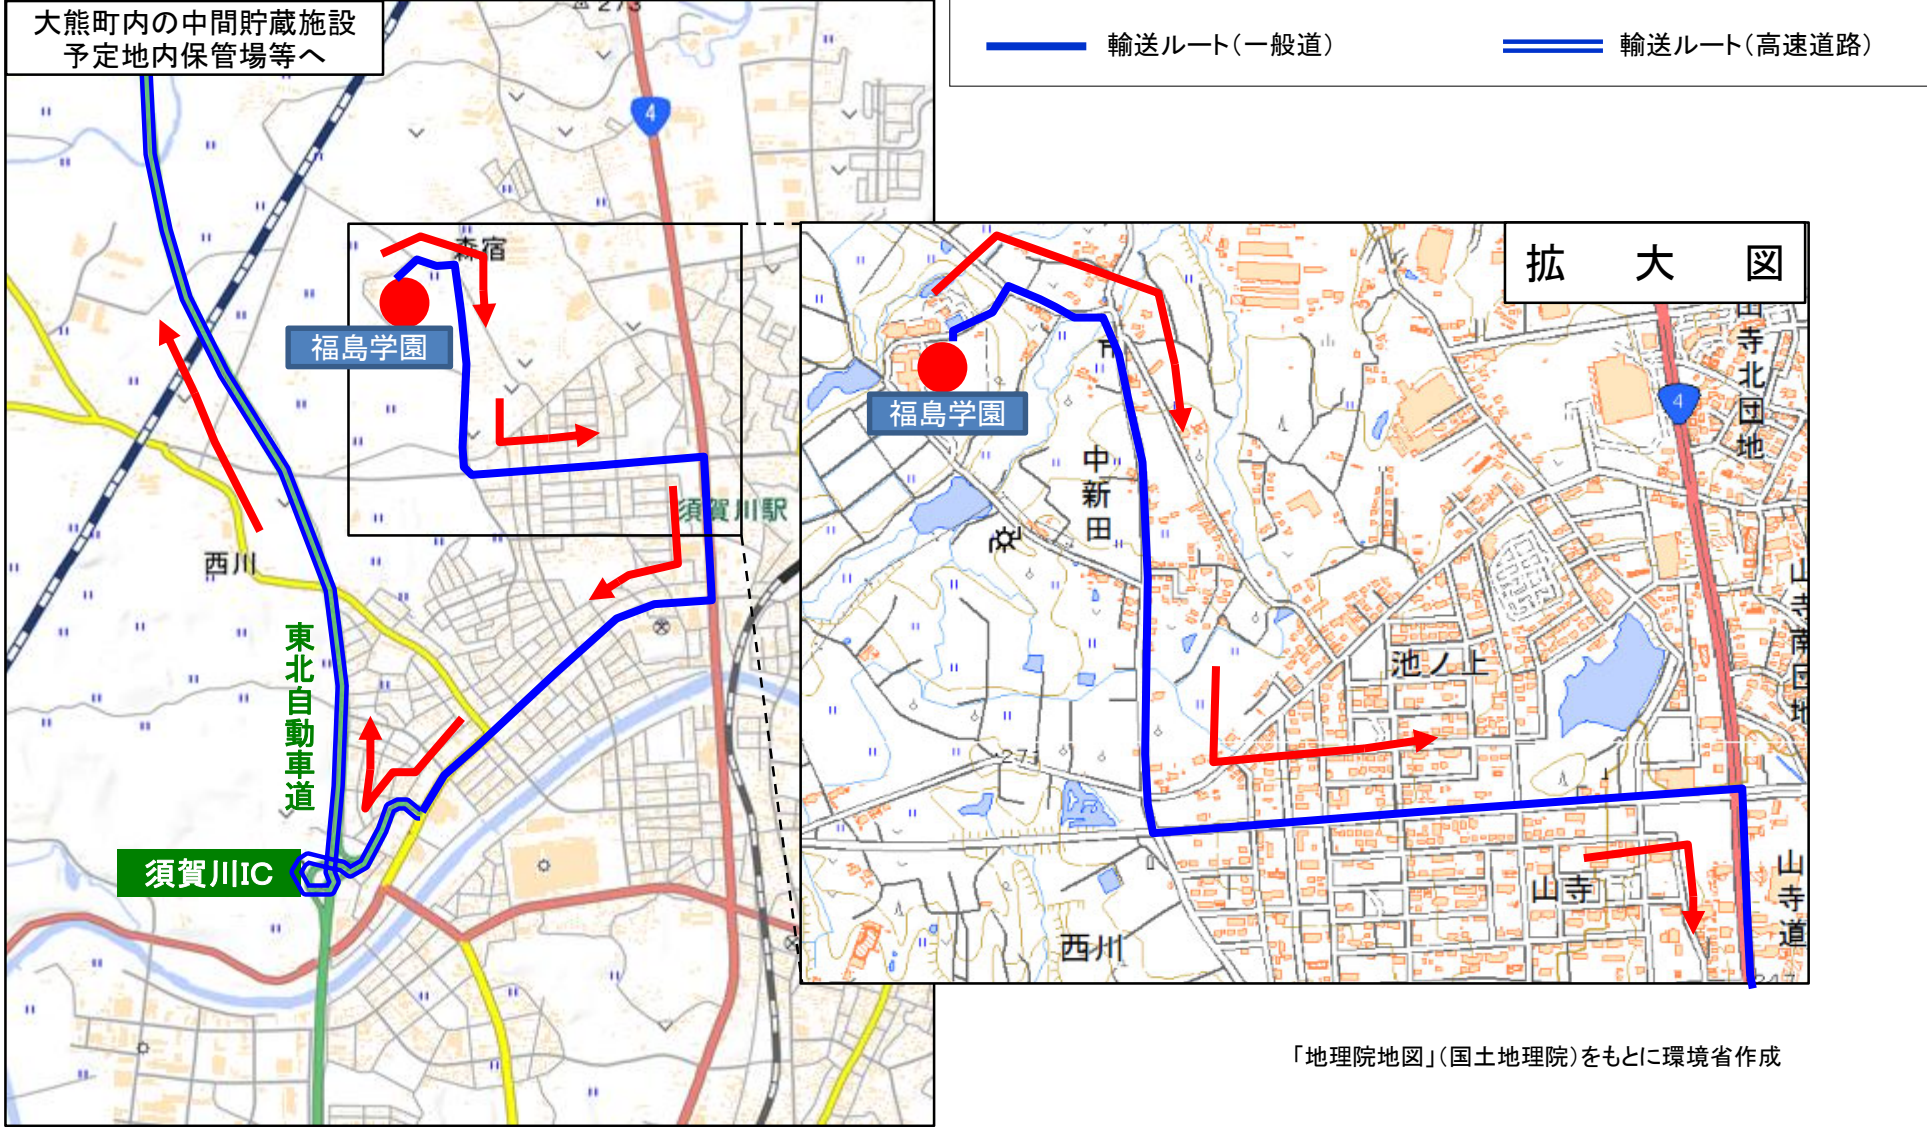 大熊町内の中間貯蔵施設
予定地内保管場等へ
輸送ルート（一般道）
輸送ルート（高速道路）
273
4
森宿
福島学園
須賀川駅
西川
東北自動車道
須賀川IC
拡大図
福島学園
中新田
山寺北団地
4
山寺南団地
池ノ上
271
山寺
山寺道
西川
247
「地理院地図」（国土地理院）をもとに環境省作成